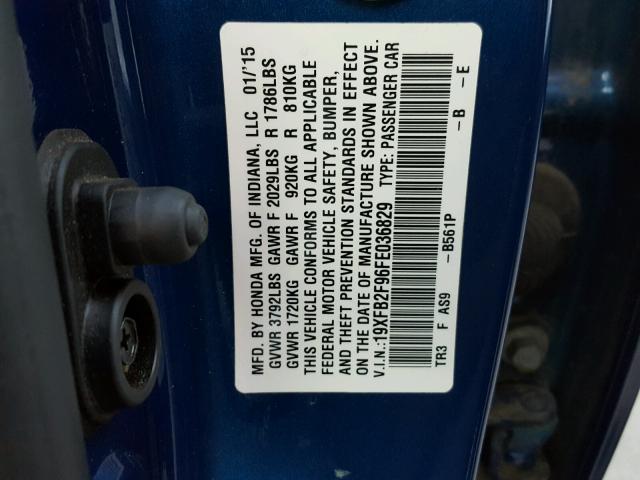 MFD. BY HONDA MFG. OF INDIANA, LLC 01/'15
GVWR 3792LBS GAWR F 2029LBS R 1786LBS
GVWR 1720KG GAWR F 920KG R 810KG
THIS VEHICLE CONFORMS TO ALL APPLICABLE
FEDERAL MOTOR VEHICLE SAFETY, BUMPER,
AND THEFT PREVENTION STANDARDS IN EFFECT
ON THE DATE OF MANUFACTURE SHOWN ABOVE.
V.I.N.:19XFB2F96FE036829 TYPE: PASSENGER CAR
TR3 F AS9 -B561P -B -E